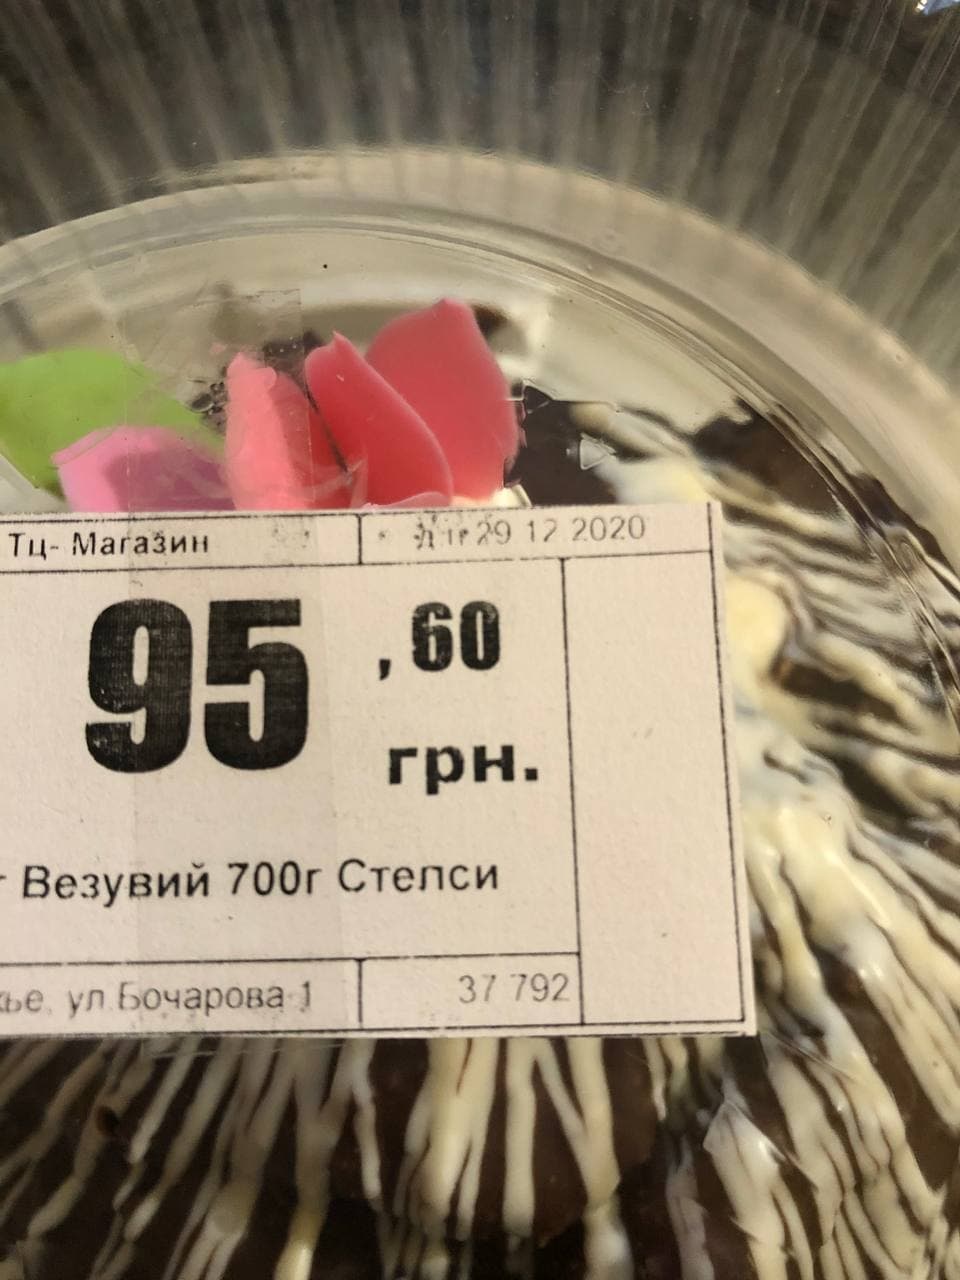 Тц- Магазин
29 12 2020
95 ,60
грн.
Везувий 700г Стелси
ул.Бочарова 1
37 792